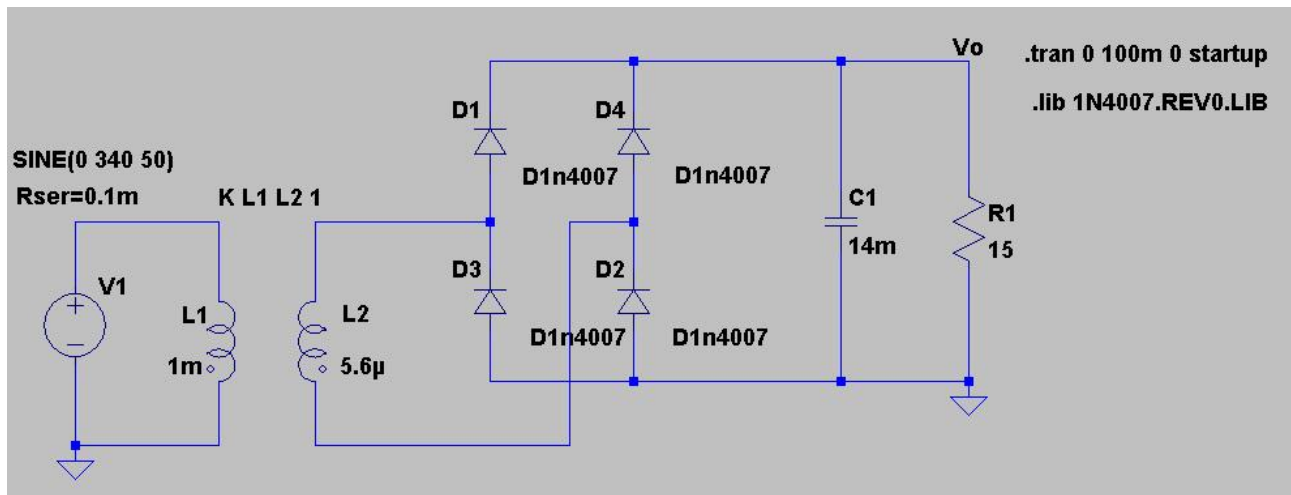 Vo
.tran 0 100m 0 startup
.lib 1N4007.REV0.LIB
D1
D4
SINE(0 340 50)
D1n4007
D1n4007
Rser=0.1m
K L1 L2 1
C1
R1
14m
15
D3
D2
V1
L1
L2
D1n4007
D1n4007
1m
5.6µ